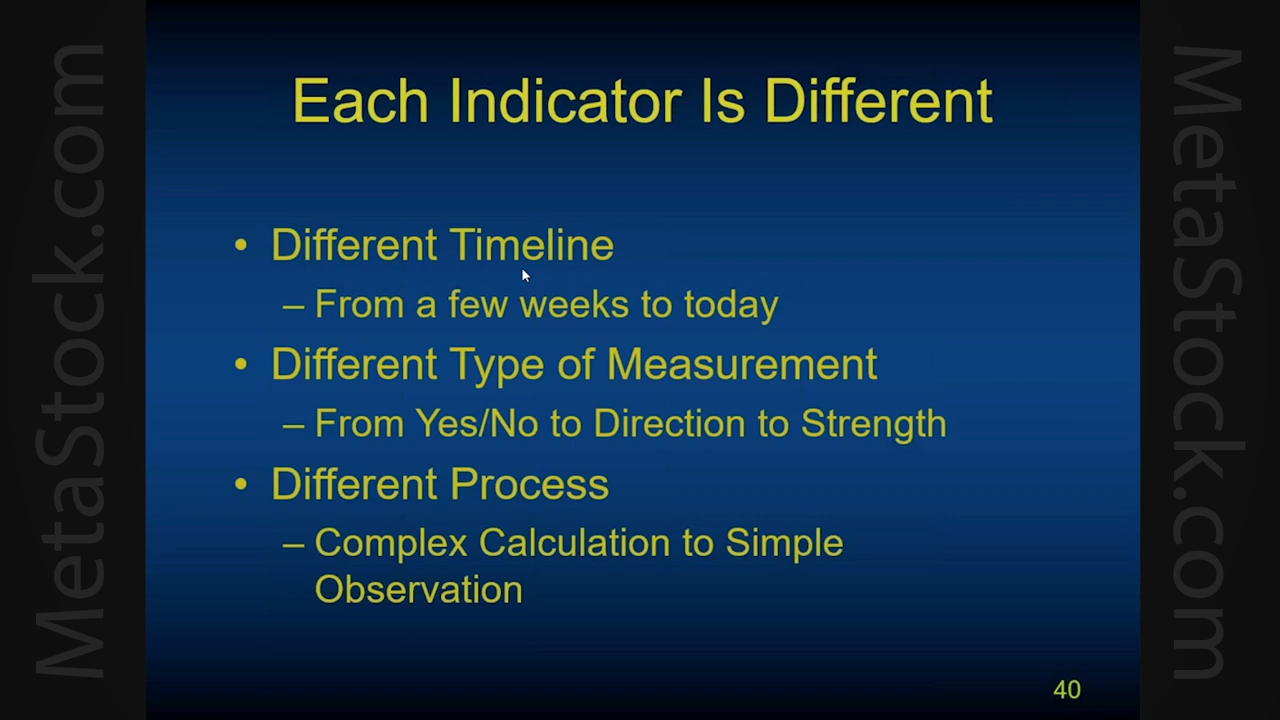 Each Indicator Is Different
• Different Timeline
– From a few weeks to today
• Different Type of Measurement
– From Yes/No to Direction to Strength
• Different Process
– Complex Calculation to Simple
Observation
40
MetaStock.com
MetaStock.com